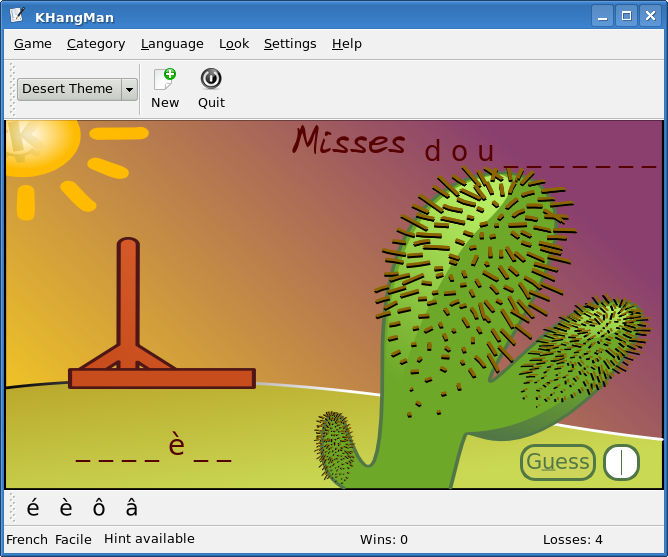 KHangMan
Game Category Language Look Settings Help
Desert Theme
New Quit
K
Misses d o u _ _ _ _ _ _ _
_ _ _ _ è _ _
Guess
é è ô â
French Facile Hint available Wins: 0 Losses: 4